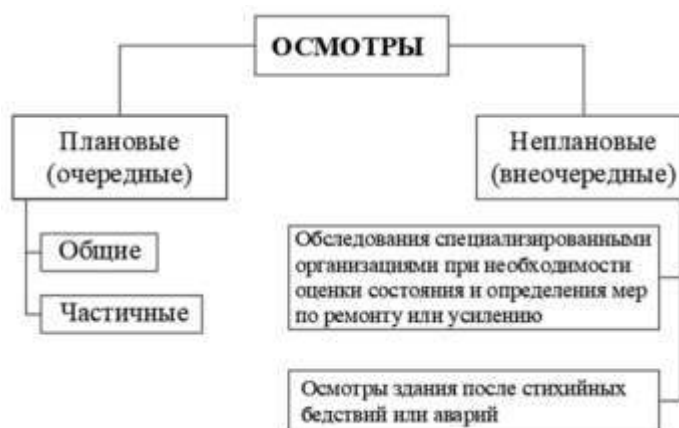 ОСМОТРЫ
Плановые
(очередные)
Общие
Частичные
Неплановые
(внеочередные)
Обследования специализированными
организациями при необходимости
оценки состояния и определения мер
по ремонту или усилению
Осмотры здания после стихийных
бедствий или аварий